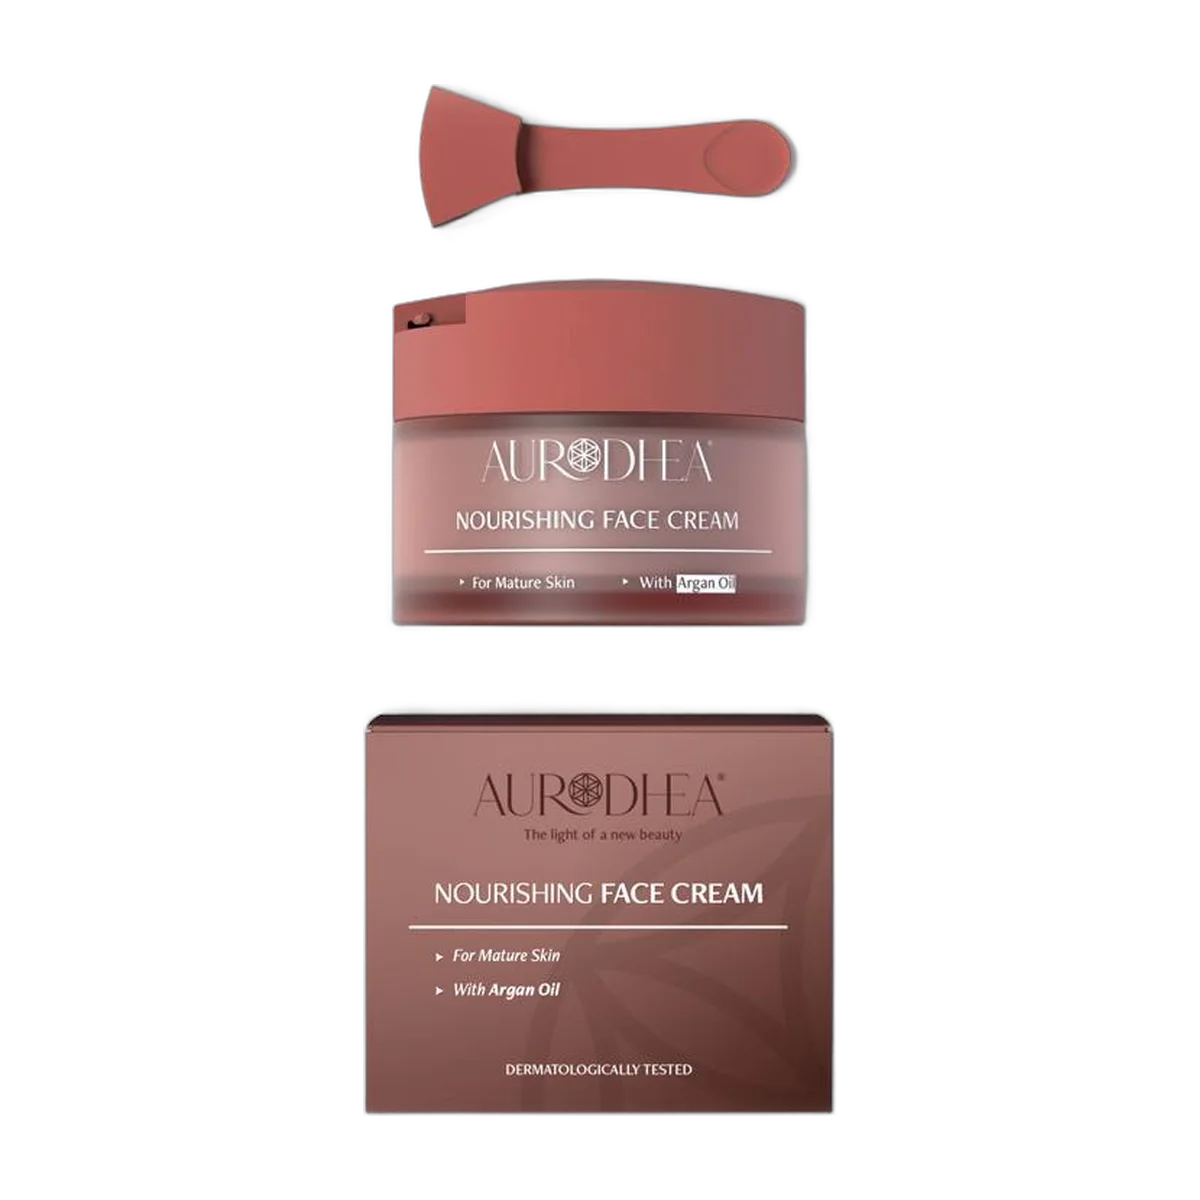 AURODHEA®
NOURISHING FACE CREAM
‣ For Mature Skin ‣ With Argan Oil
AURODHEA®
The light of a new beauty
NOURISHING FACE CREAM
‣ For Mature Skin
‣ With Argan Oil
DERMATOLOGICALLY TESTED